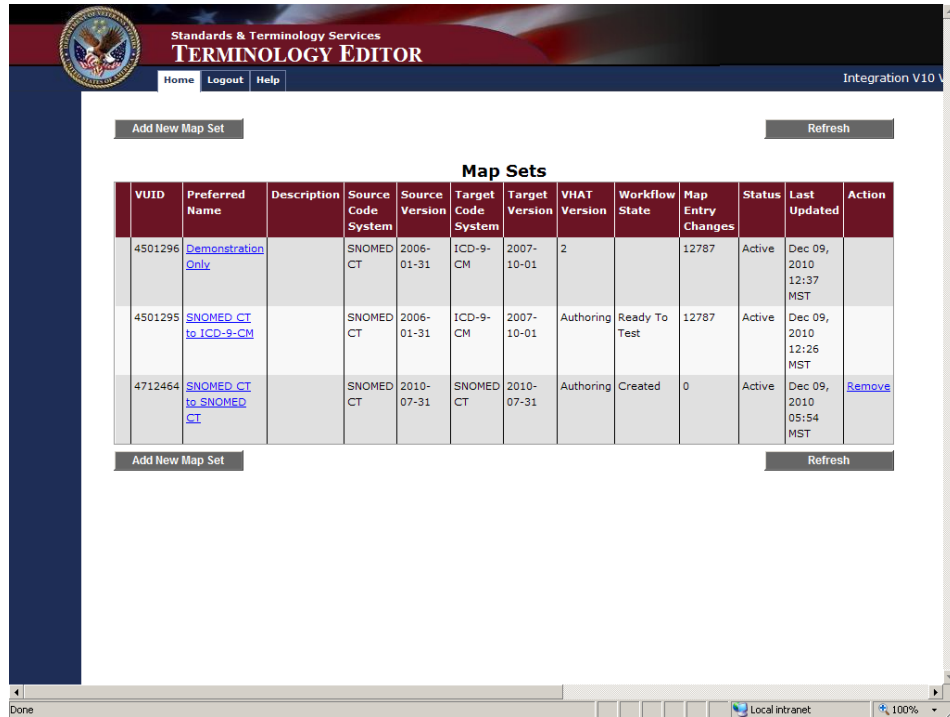 Standards & Terminology Services
TERMINOLOGY EDITOR
Home Logout Help
Integration V10
Add New Map Set Refresh
Map Sets
VUID Preferred Name Description Source Code System Source Version Target Code System Target Version VHAT Version Workflow State Map Entry Changes Status Last Updated Action
4501296 Demonstration Only SNOMED CT 2006-01-31 ICD-9-CM 2007-10-01 2 12787 Active Dec 09, 2010 12:37 MST
4501295 SNOMED CT to ICD-9-CM SNOMED CT 2006-01-31 ICD-9-CM 2007-10-01 Authoring Ready To Test 12787 Active Dec 09, 2010 12:26 MST
4712464 SNOMED CT to SNOMED CT SNOMED CT 2010-07-31 SNOMED CT 2010-07-31 Authoring Created 0 Active Dec 09, 2010 05:54 MST Remove
Add New Map Set Refresh
Done Local intranet 100%